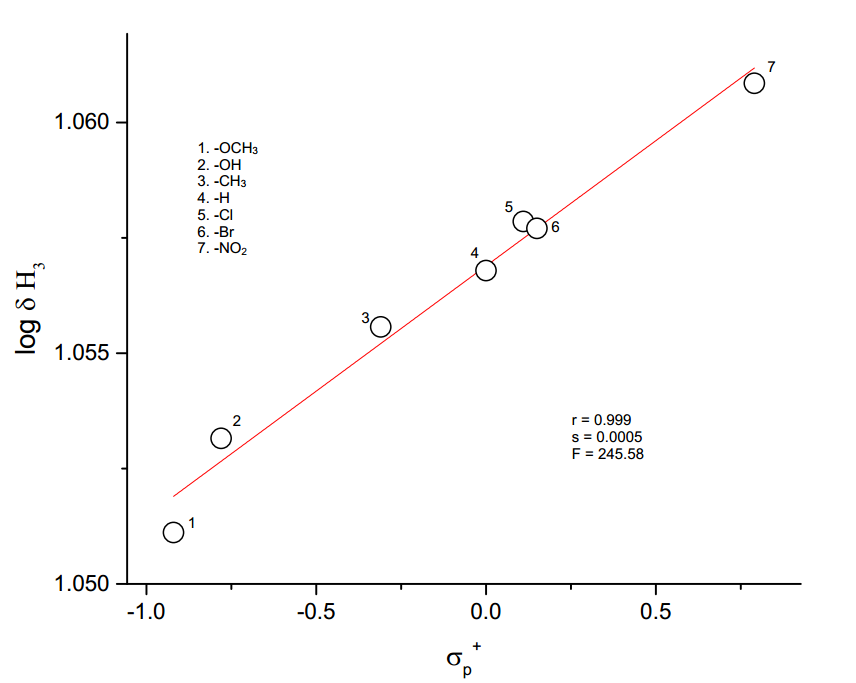 7
1.060
1. -OCH₃
2. -OH
3. -CH₃
4. -H
5. -Cl
6. -Br
7. -NO₂
5
6
4
log δ H₃
3
1.055
2
r = 0.999
s = 0.0005
F = 245.58
1
1.050
-1.0 -0.5 0.0 0.5
σₚ⁺